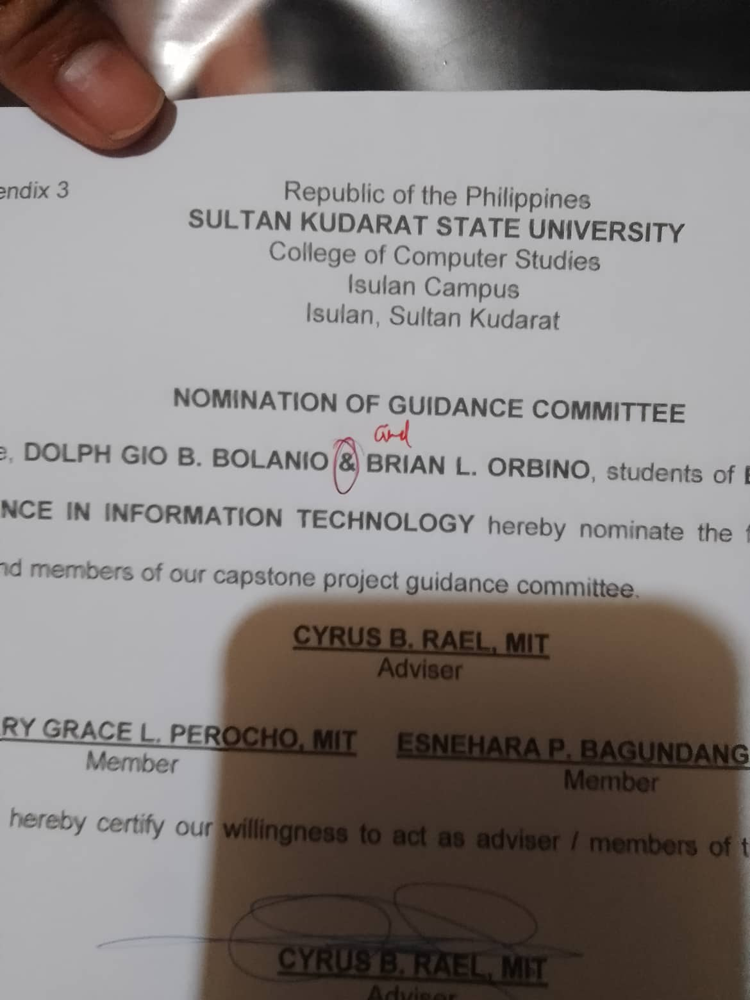 endix 3
Republic of the Philippines
SULTAN KUDARAT STATE UNIVERSITY
College of Computer Studies
Isulan Campus
Isulan, Sultan Kudarat
NOMINATION OF GUIDANCE COMMITTEE
and
e, DOLPH GIO B. BOLANIO & BRIAN L. ORBINO, students of
NCE IN INFORMATION TECHNOLOGY hereby nominate the
nd members of our capstone project guidance committee.
CYRUS B. RAEL, MIT
Adviser
RY GRACE L. PEROCHO, MIT ESNEHARA P. BAGUNDANG
Member Member
hereby certify our willingness to act as adviser / members of
CYRUS B. RAEL, MIT
Adviser